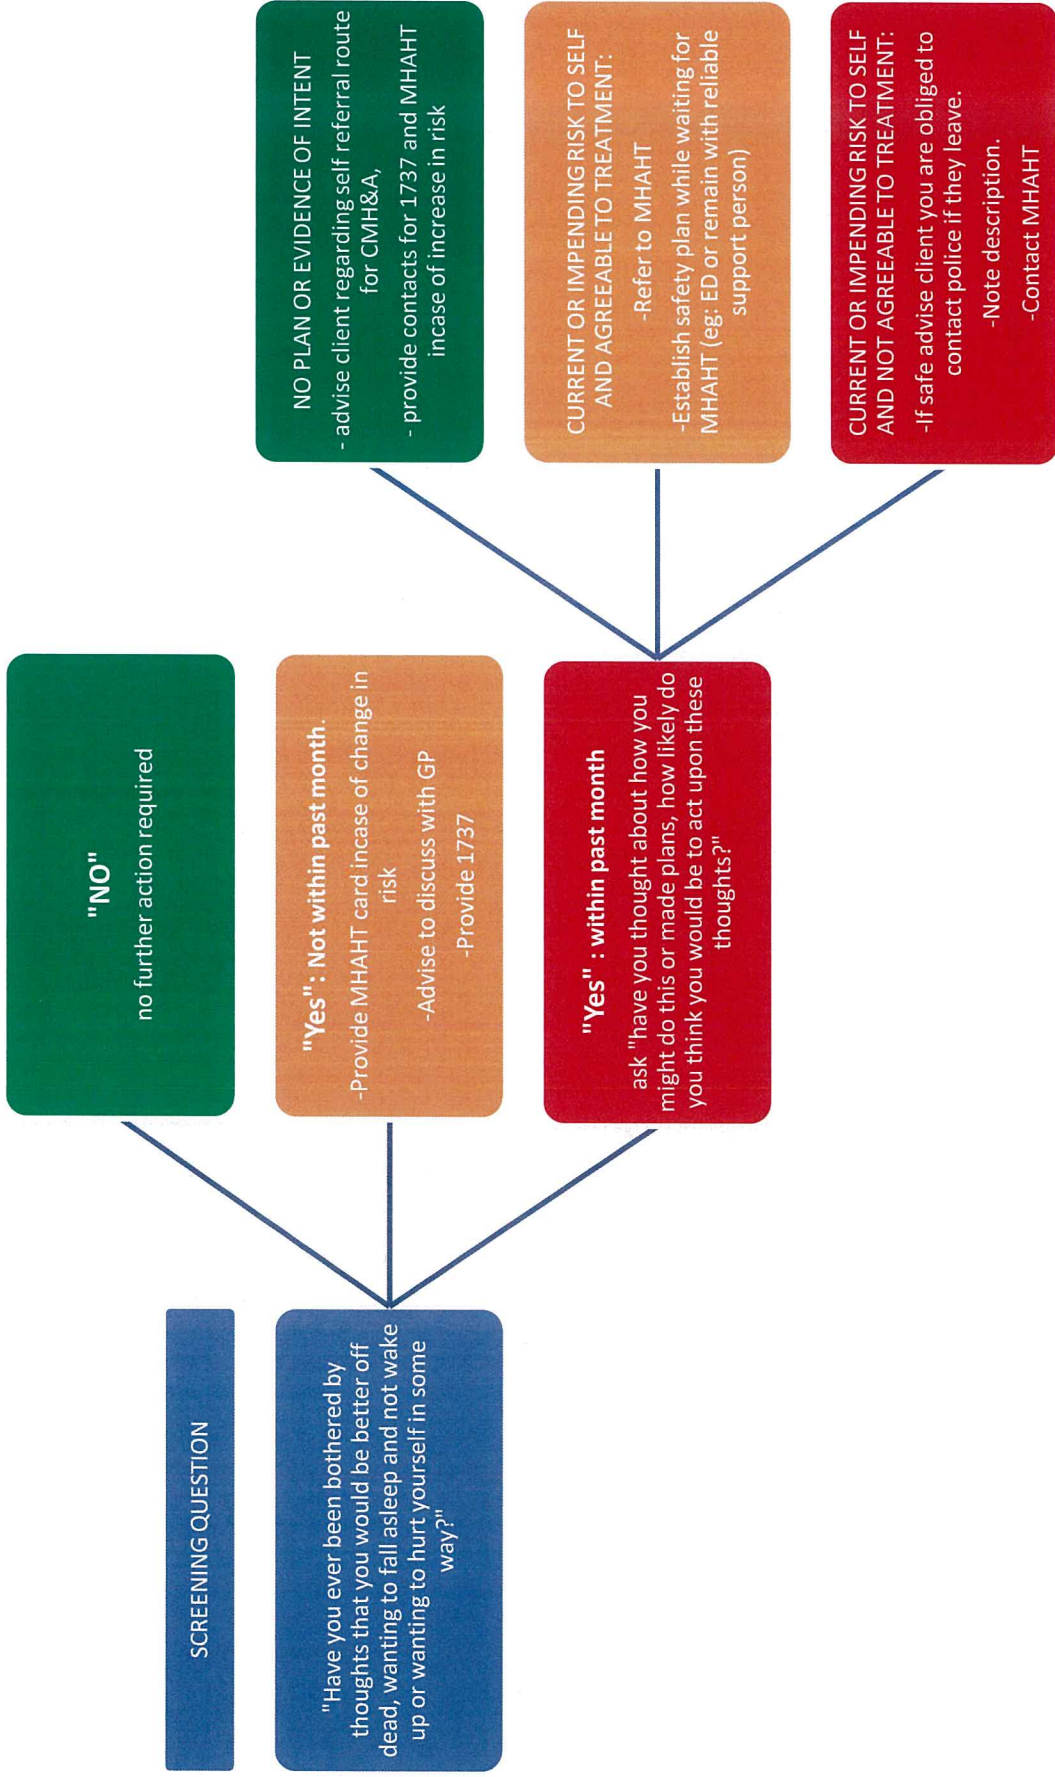 SCREENING QUESTION
"Have you ever been bothered by
thoughts that you would be better off
dead, wanting to fall asleep and not wake
up or wanting to hurt yourself in some
way?"
"NO"
no further action required
"Yes": Not within past month.
-Provide MHAHT card incase of change in
risk
-Advise to discuss with GP
-Provide 1737
"Yes" : within past month
ask "have you thought about how you
might do this or made plans, how likely do
you think you would be to act upon these
thoughts?"
NO PLAN OR EVIDENCE OF INTENT
- advise client regarding self referral route
for CMH&A,
- provide contacts for 1737 and MHAHT
incase of increase in risk
CURRENT OR IMPENDING RISK TO SELF
AND AGREEABLE TO TREATMENT:
-Refer to MHAHT
-Establish safety plan while waiting for
MHAHT (eg: ED or remain with reliable
support person)
CURRENT OR IMPENDING RISK TO SELF
AND NOT AGREEABLE TO TREATMENT:
-If safe advise client you are obliged to
contact police if they leave.
-Note description.
-Contact MHAHT